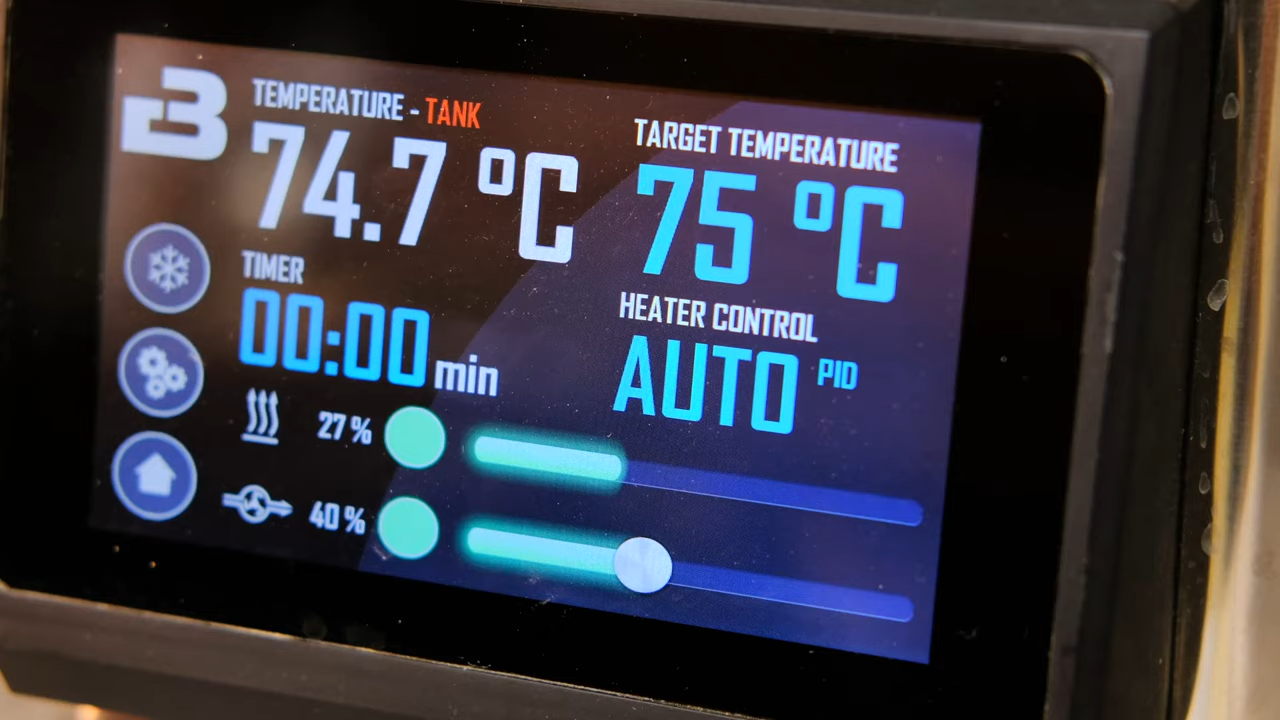 B
TEMPERATURE - TANK
74.7 °C
TARGET TEMPERATURE
75 °C
TIMER
00:00 min
HEATER CONTROL
AUTO PID
27 %
40 %